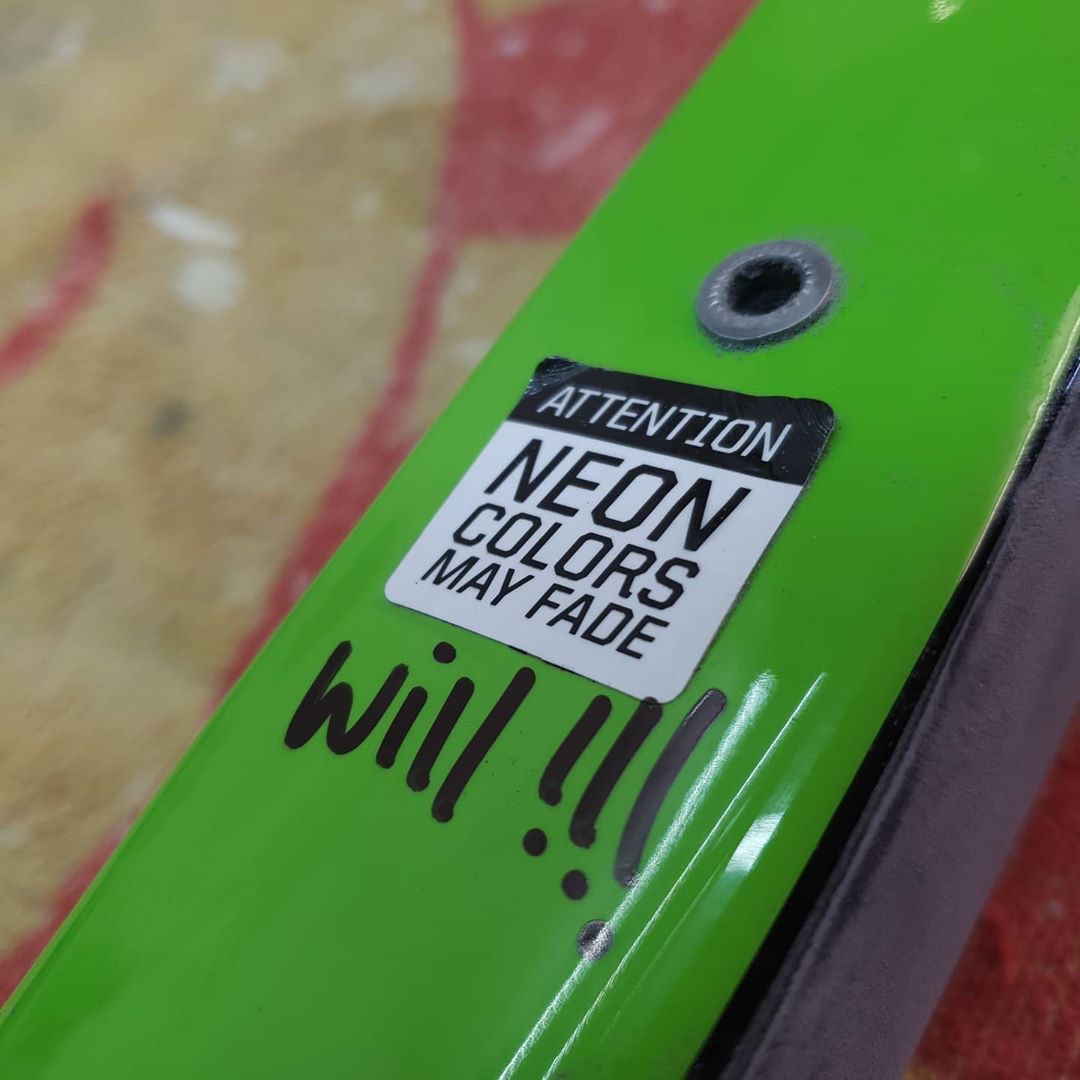 ATTENTION
NEON
COLORS
MAY FADE
will !!!